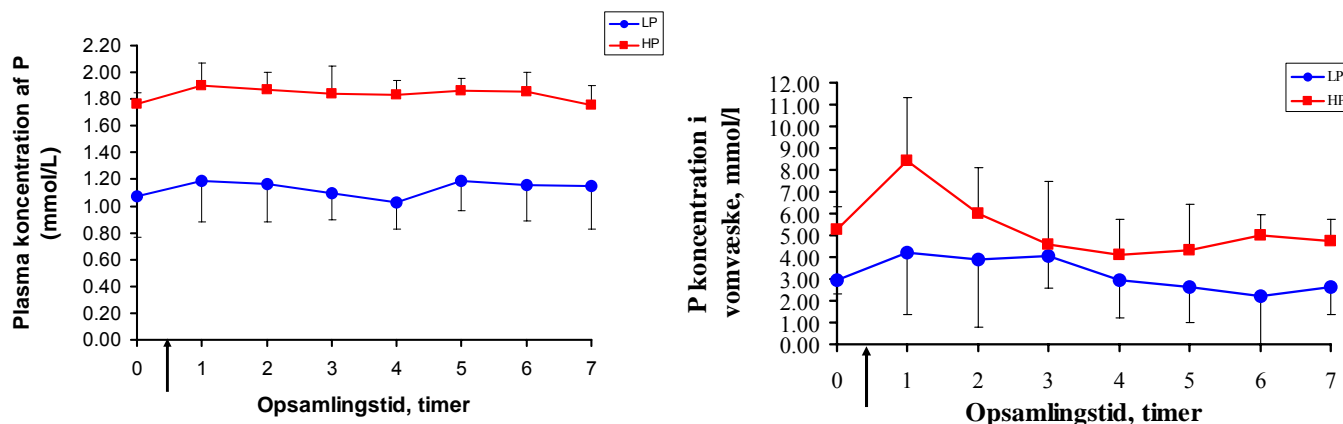 LP
HP
2.20
2.00
1.80
1.60
1.40
1.20
1.00
0.80
0.60
0.40
0.20
0.00
Plasma koncentration af P
(mmol/L)
0 1 2 3 4 5 6 7
Opsamlingstid, timer
LP
HP
12.00
11.00
10.00
9.00
8.00
7.00
6.00
5.00
4.00
3.00
2.00
1.00
0.00
P koncentration i
vomvæske, mmol/l
0 1 2 3 4 5 6 7
Opsamlingstid, timer